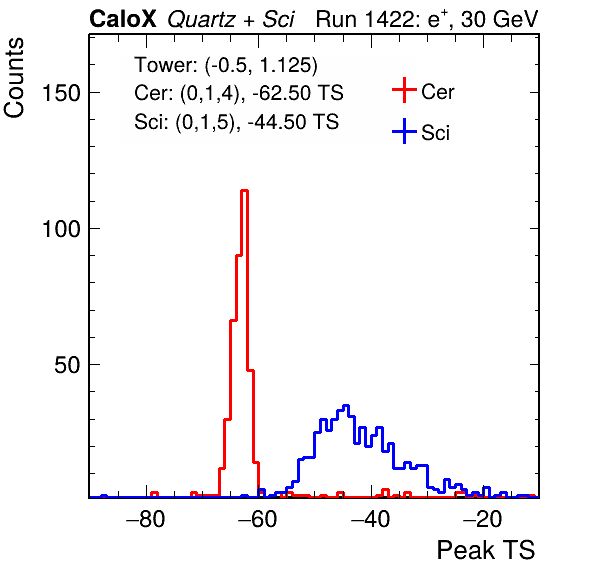 CaloX Quartz + Sci Run 1422: e+, 30 GeV
Counts
Tower: (-0.5, 1.125)
Cer: (0,1,4), -62.50 TS
Sci: (0,1,5), -44.50 TS
Cer
Sci
150
100
50
−80 −60 −40 −20
Peak TS